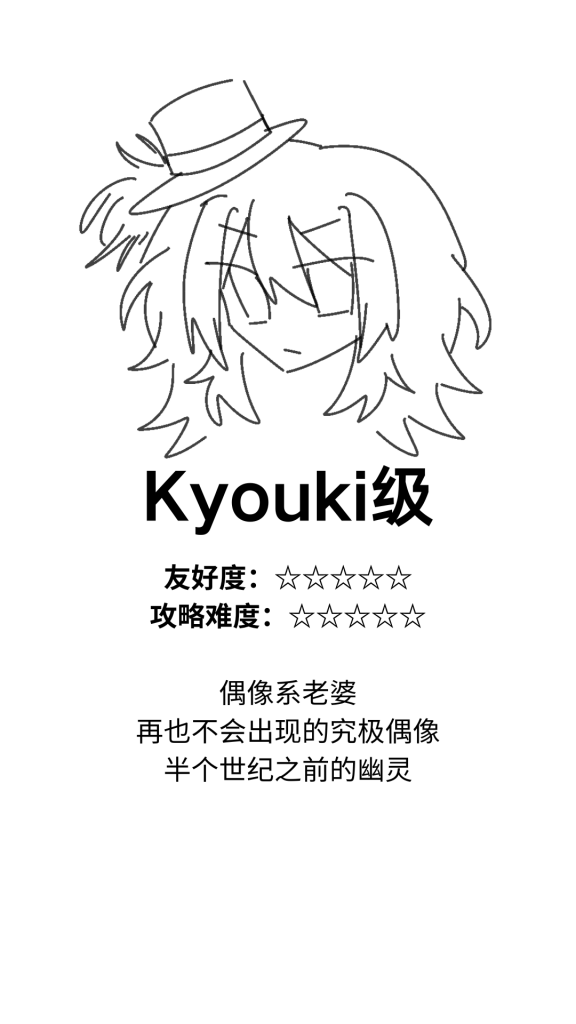 Kyouki级
友好度：☆☆☆☆☆
攻略难度：☆☆☆☆☆
偶像系老婆
再也不会出现的究极偶像
半个世纪之前的幽灵